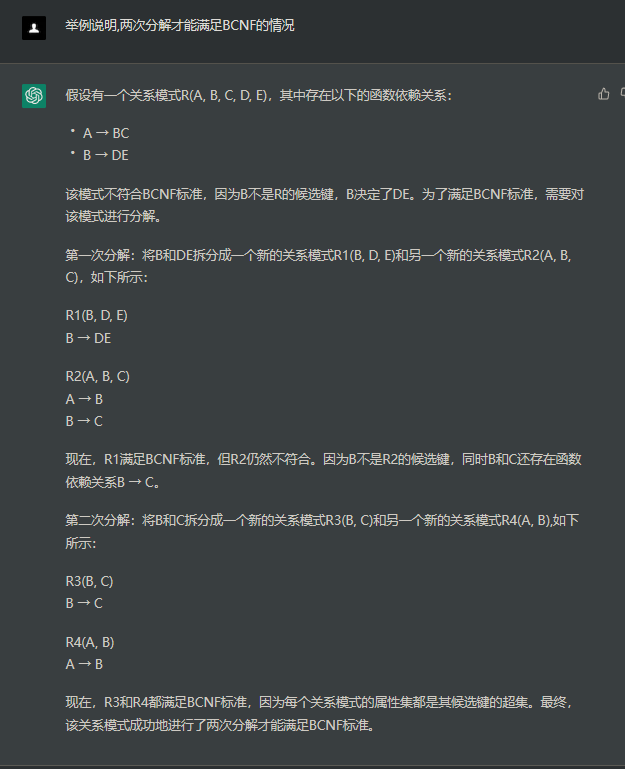 举例说明,两次分解才能满足BCNF的情况
假设有一个关系模式R(A, B, C, D, E)，其中存在以下的函数依赖关系：
• A → BC
• B → DE
该模式不符合BCNF标准，因为B不是R的候选键，B决定了DE。为了满足BCNF标准，需要对
该模式进行分解。
第一次分解：将B和DE拆分成一个新的关系模式R1(B, D, E)和另一个新的关系模式R2(A, B,
C)，如下所示：
R1(B, D, E)
B → DE
R2(A, B, C)
A → B
B → C
现在，R1满足BCNF标准，但R2仍然不符合。因为B不是R2的候选键，同时B和C还存在函数
依赖关系B → C。
第二次分解：将B和C拆分成一个新的关系模式R3(B, C)和另一个新的关系模式R4(A, B),如下
所示：
R3(B, C)
B → C
R4(A, B)
A → B
现在，R3和R4都满足BCNF标准，因为每个关系模式的属性集都是其候选键的超集。最终，
该关系模式成功地进行了两次分解才能满足BCNF标准。